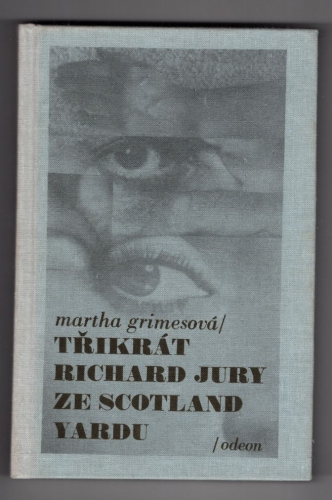 martha grimesová/
TŘIKRÁT
RICHARD JURY
ZE SCOTLAND
YARDU
/odeon